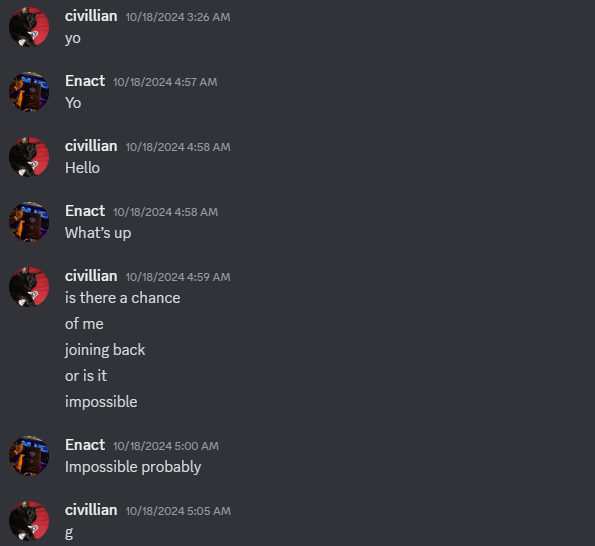 civillian 10/18/2024 3:26 AM
yo
Enact 10/18/2024 4:57 AM
Yo
civillian 10/18/2024 4:58 AM
Hello
Enact 10/18/2024 4:58 AM
What’s up
civillian 10/18/2024 4:59 AM
is there a chance
of me
joining back
or is it
impossible
Enact 10/18/2024 5:00 AM
Impossible probably
civillian 10/18/2024 5:05 AM
g